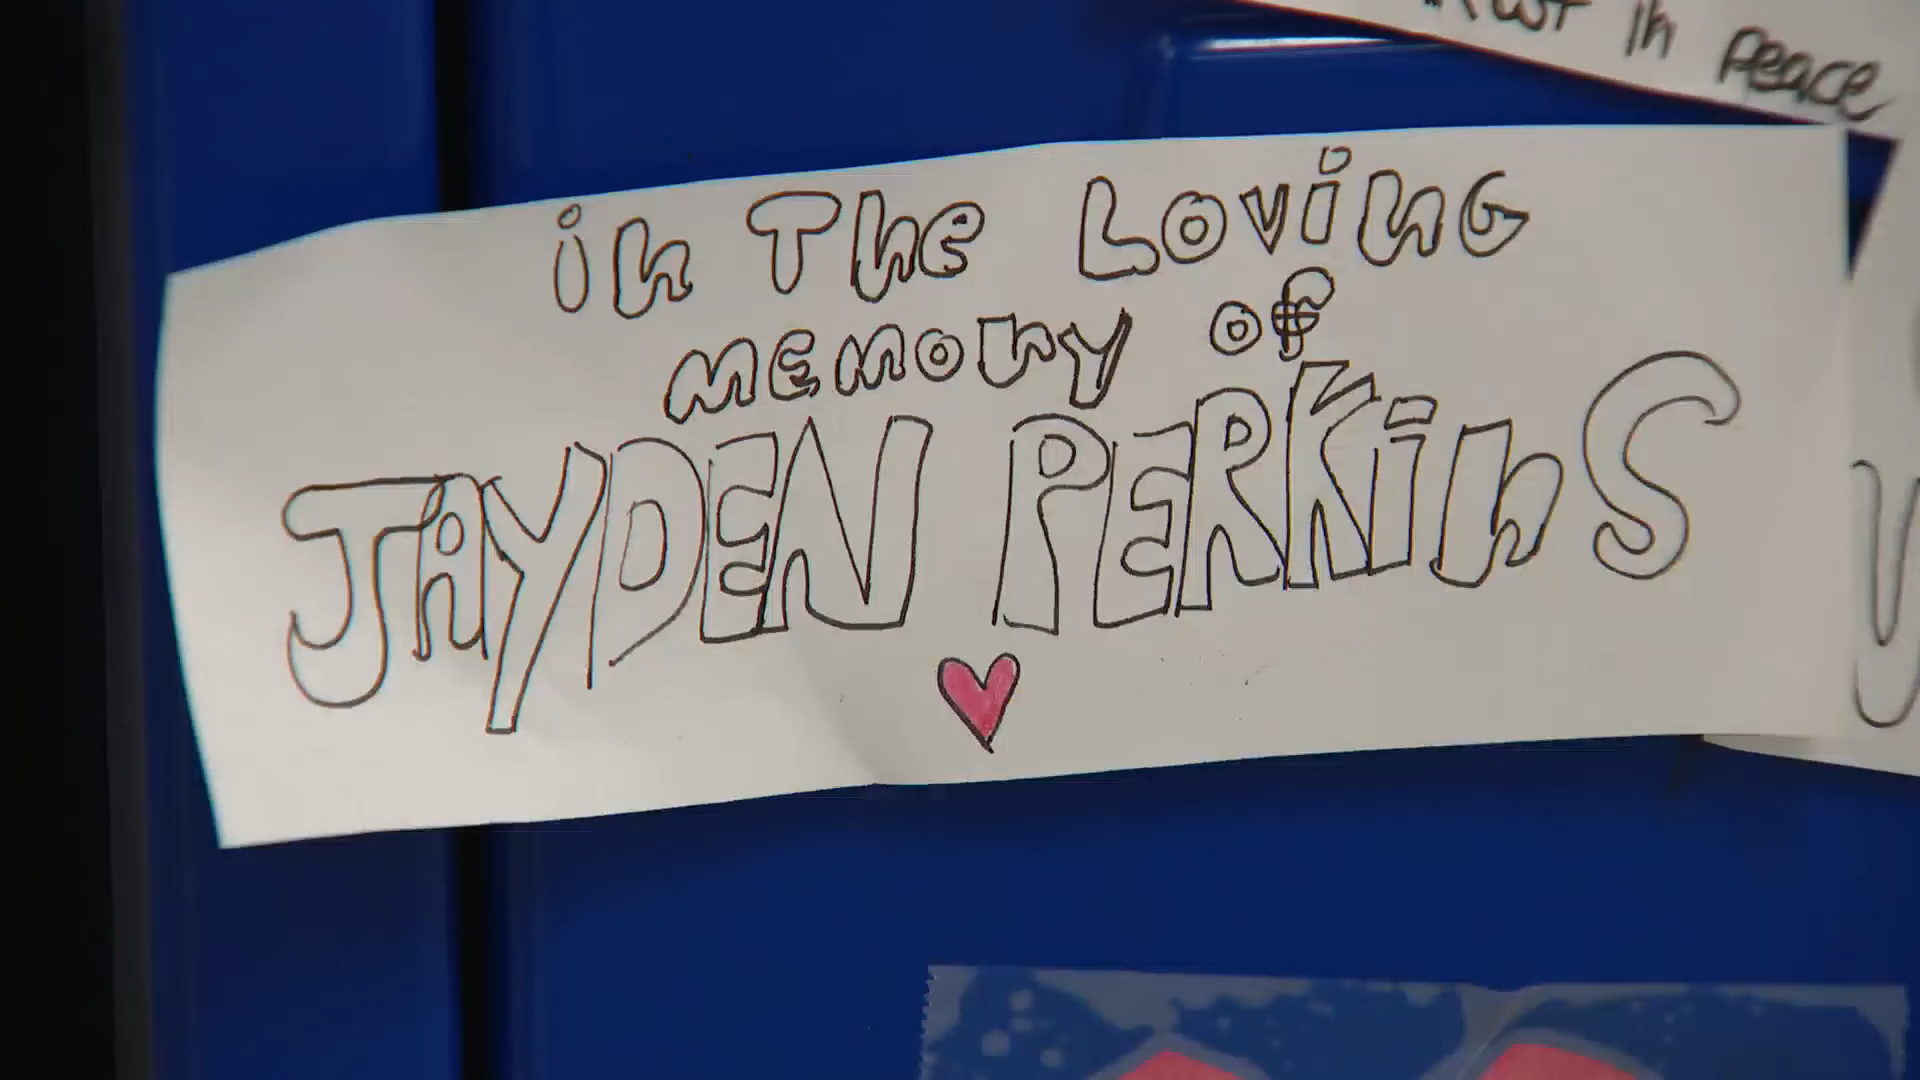 in peace
in The Loving
memory of
JAYDEN PERKinS